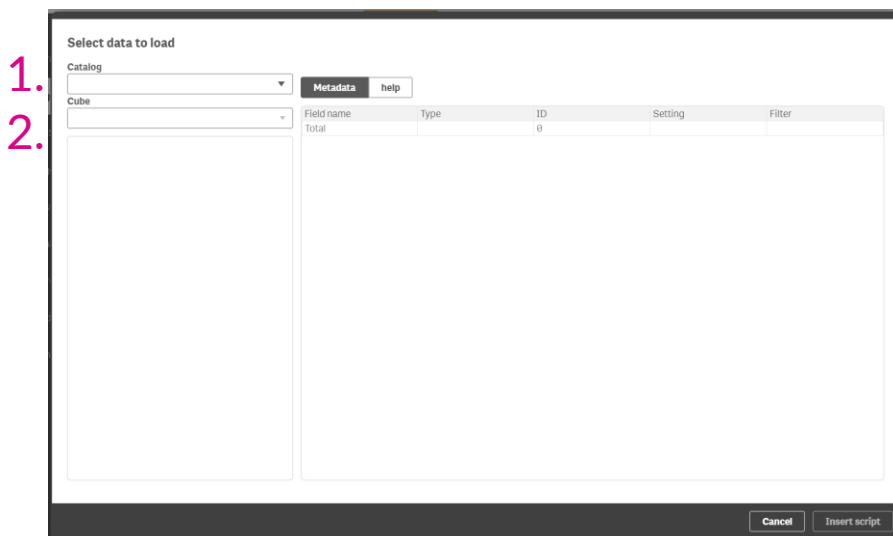 Select data to load
1.
Catalog
Metadata help
Cube
2.
Field name Type ID Setting Filter
Total 0
Cancel Insert script